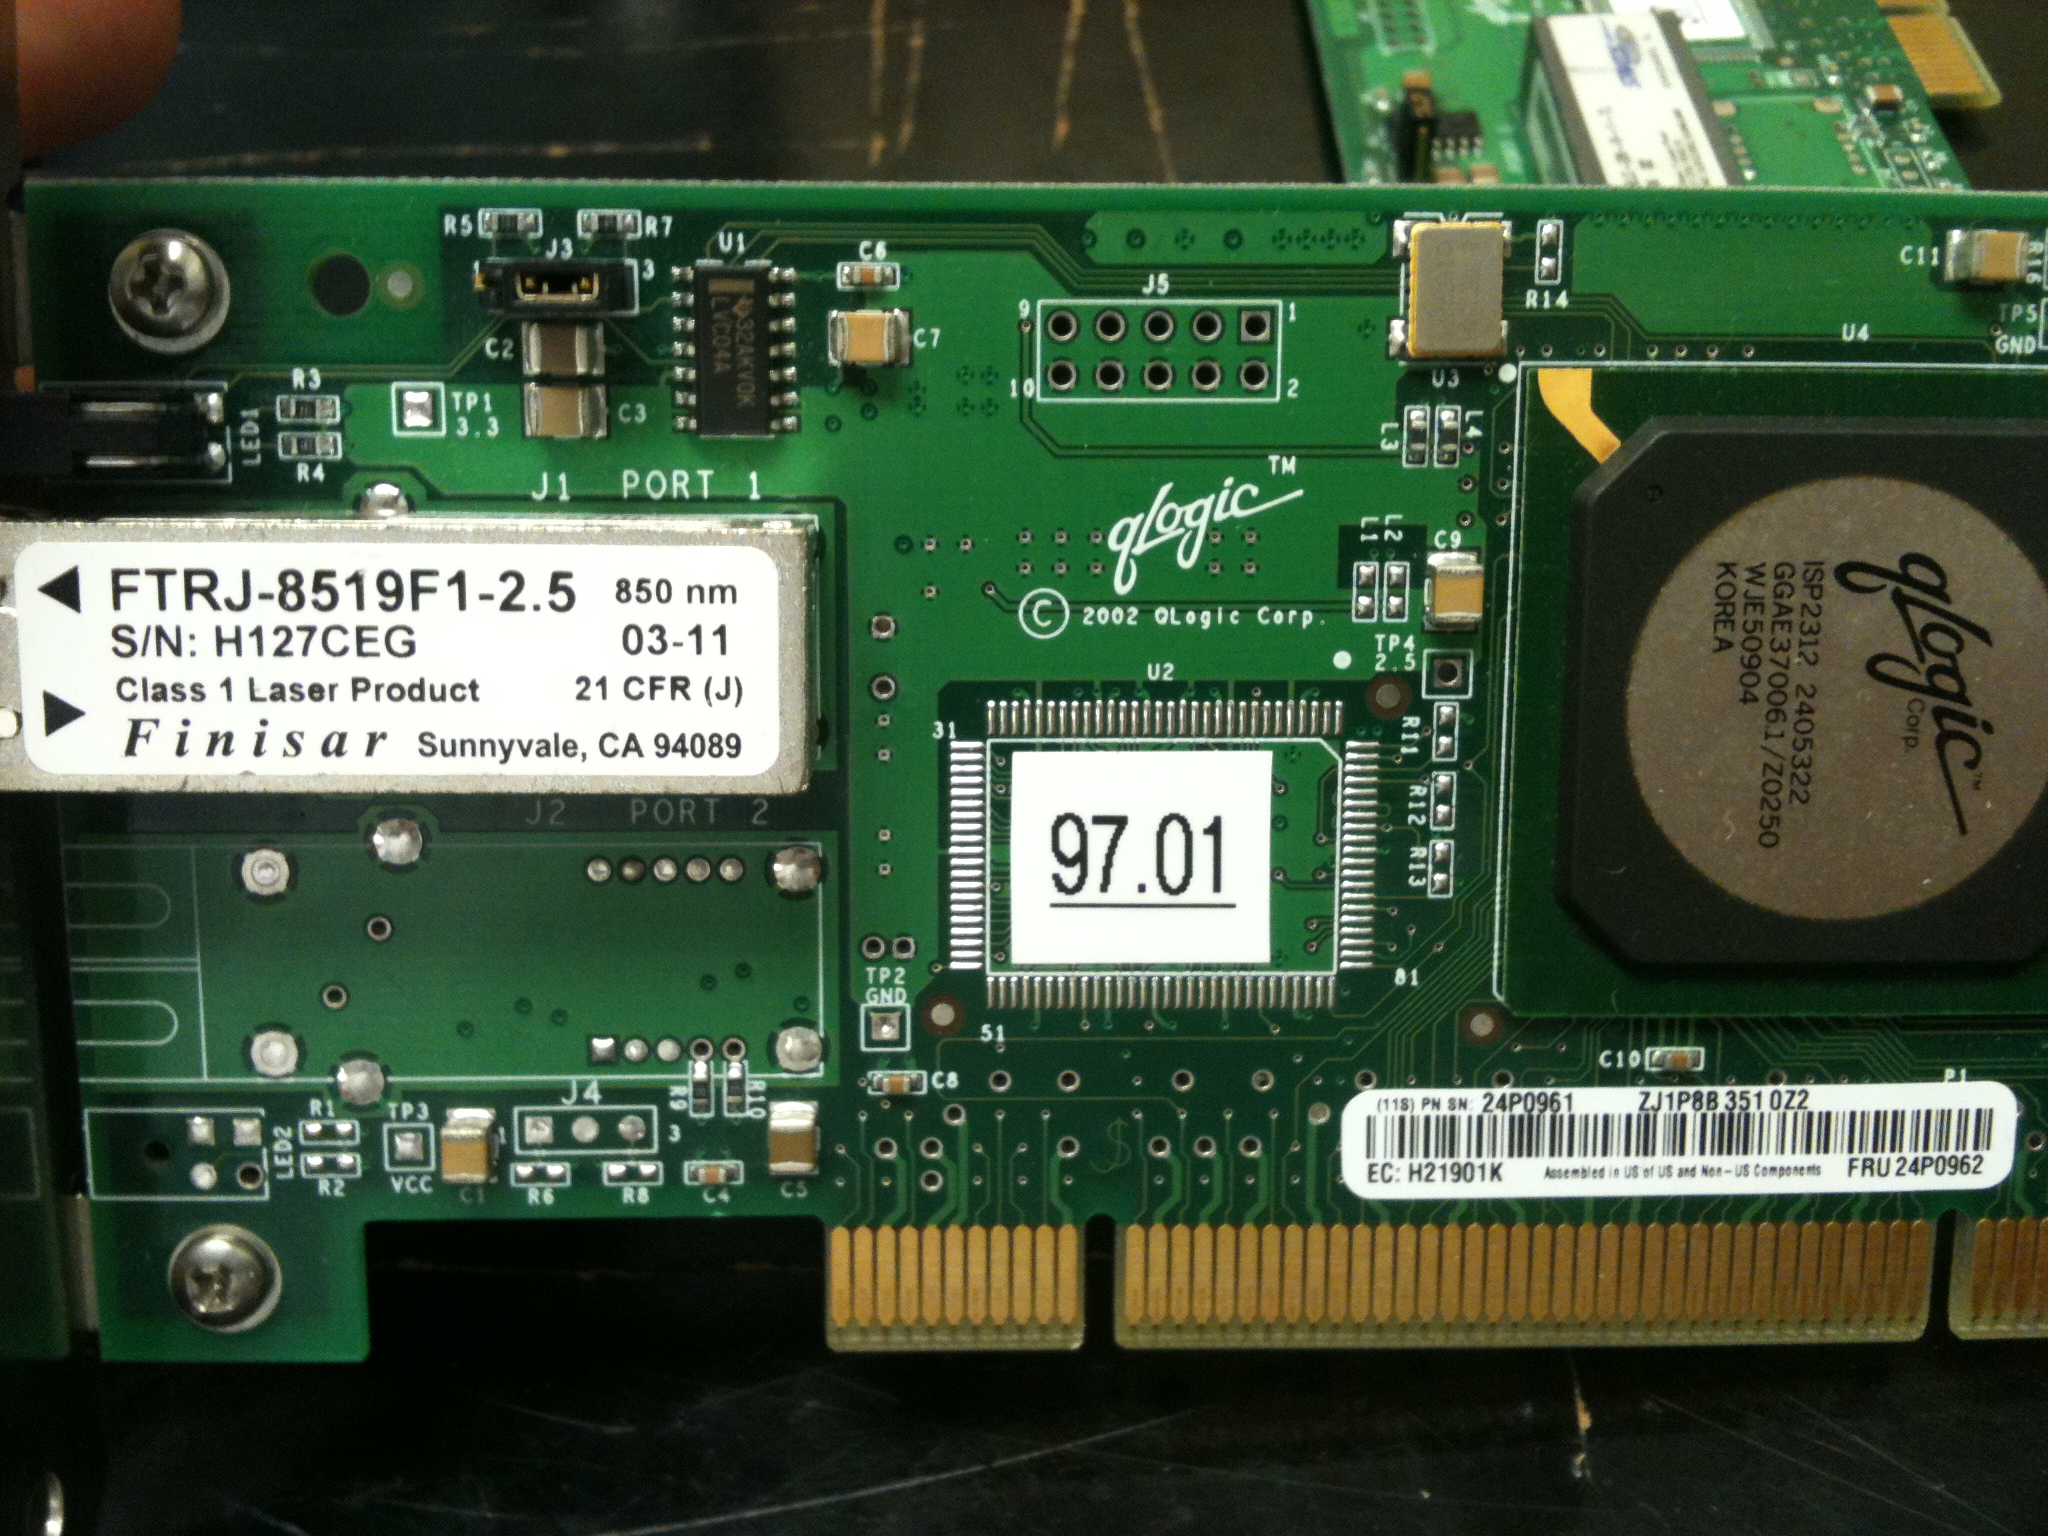 R5
R7
J3
1
3
U1
C6
32AKV0K
LVC04A
C7
C2
C3
R3
R4
LED1
TP1
3.3
J5
9
1
10
2
U3
R14
L3
L4
C11
R16
TP5
GND
U4
J1 PORT 1
FTRJ-8519F1-2.5 850 nm
S/N: H127CEG 03-11
Class 1 Laser Product 21 CFR (J)
Finisar Sunnyvale, CA 94089
J2 PORT 2
QLogic TM
© 2002 QLogic Corp.
L1
L2
C9
TP4
2.5
U2
31
81
51
97.01
R11
R12
R13
QLogic™
Corp.
ISP2312 2405322
GGAE370061/Z0250
WJE50904
KOREA
TP2
GND
C8
C10
P1
R9
R10
J4
1
3
R1
R2
LED2
TP3
VCC
C1
R6
R8
C4
C5
(11S) PN SN: 24P0961 ZJ1P8B 351 0Z2
EC: H21901K Assembled in US of US and Non-US Components FRU 24P0962